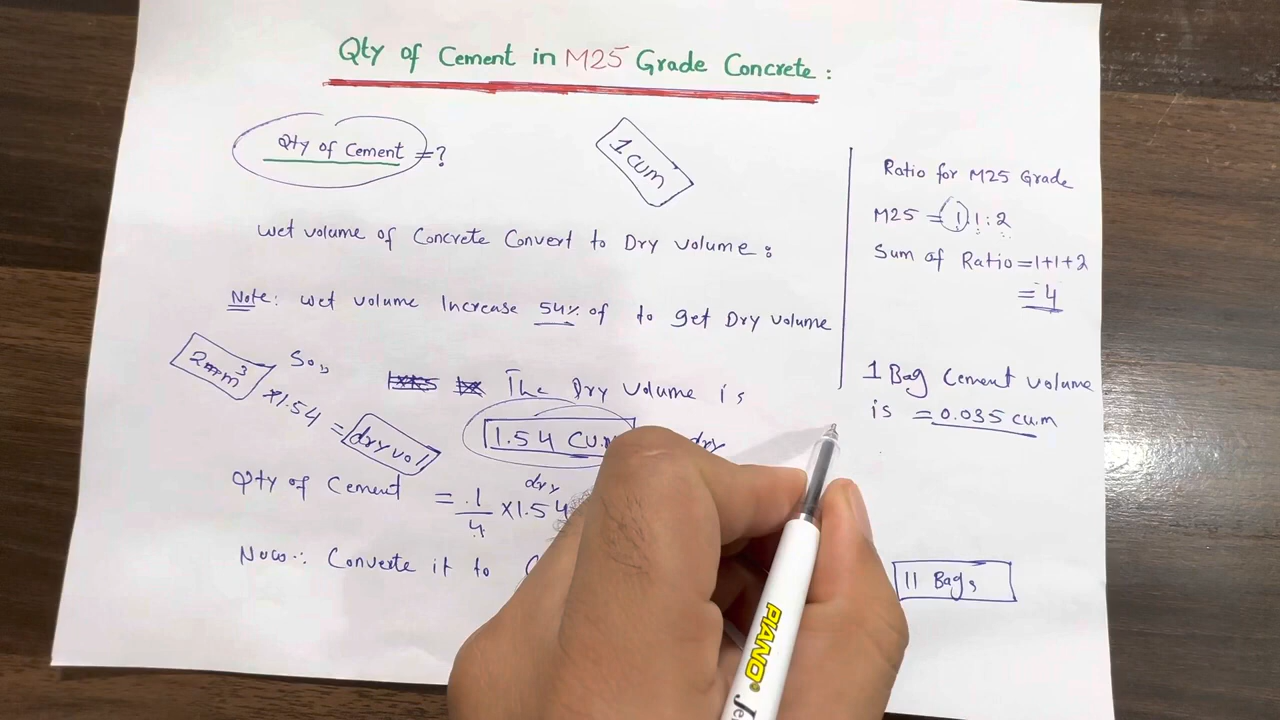 Qty of Cement in M25 Grade Concrete:
Qty of Cement =?
1 cum
Wet volume of Concrete Convert to Dry volume:
Note: Wet volume Increase 54% of to get Dry volume
So,
The Dry Volume is
2m³ ×1.54 = dry vol
1.54 cu.m
dry
Qty of Cement = 1/4 ×1.54
dry
Now:- Converte it to
Ratio for M25 Grade
M25 = 1:1:2
Sum of Ratio = 1+1+2
= 4
1 Bag Cement volume
is = 0.035 cu.m
11 Bags
PIANO